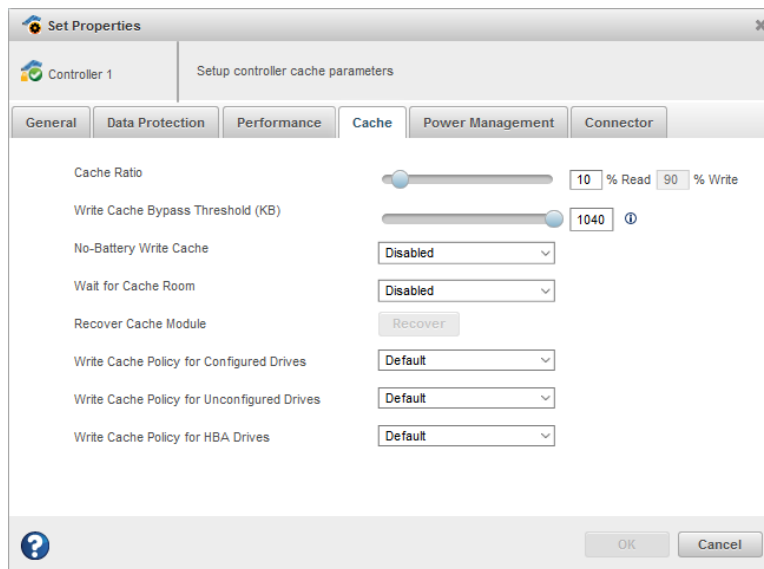 Set Properties
Controller 1
Setup controller cache parameters
General Data Protection Performance Cache Power Management Connector
Cache Ratio 10 % Read 90 % Write
Write Cache Bypass Threshold (KB) 1040
No-Battery Write Cache Disabled
Wait for Cache Room Disabled
Recover Cache Module Recover
Write Cache Policy for Configured Drives Default
Write Cache Policy for Unconfigured Drives Default
Write Cache Policy for HBA Drives Default
OK Cancel